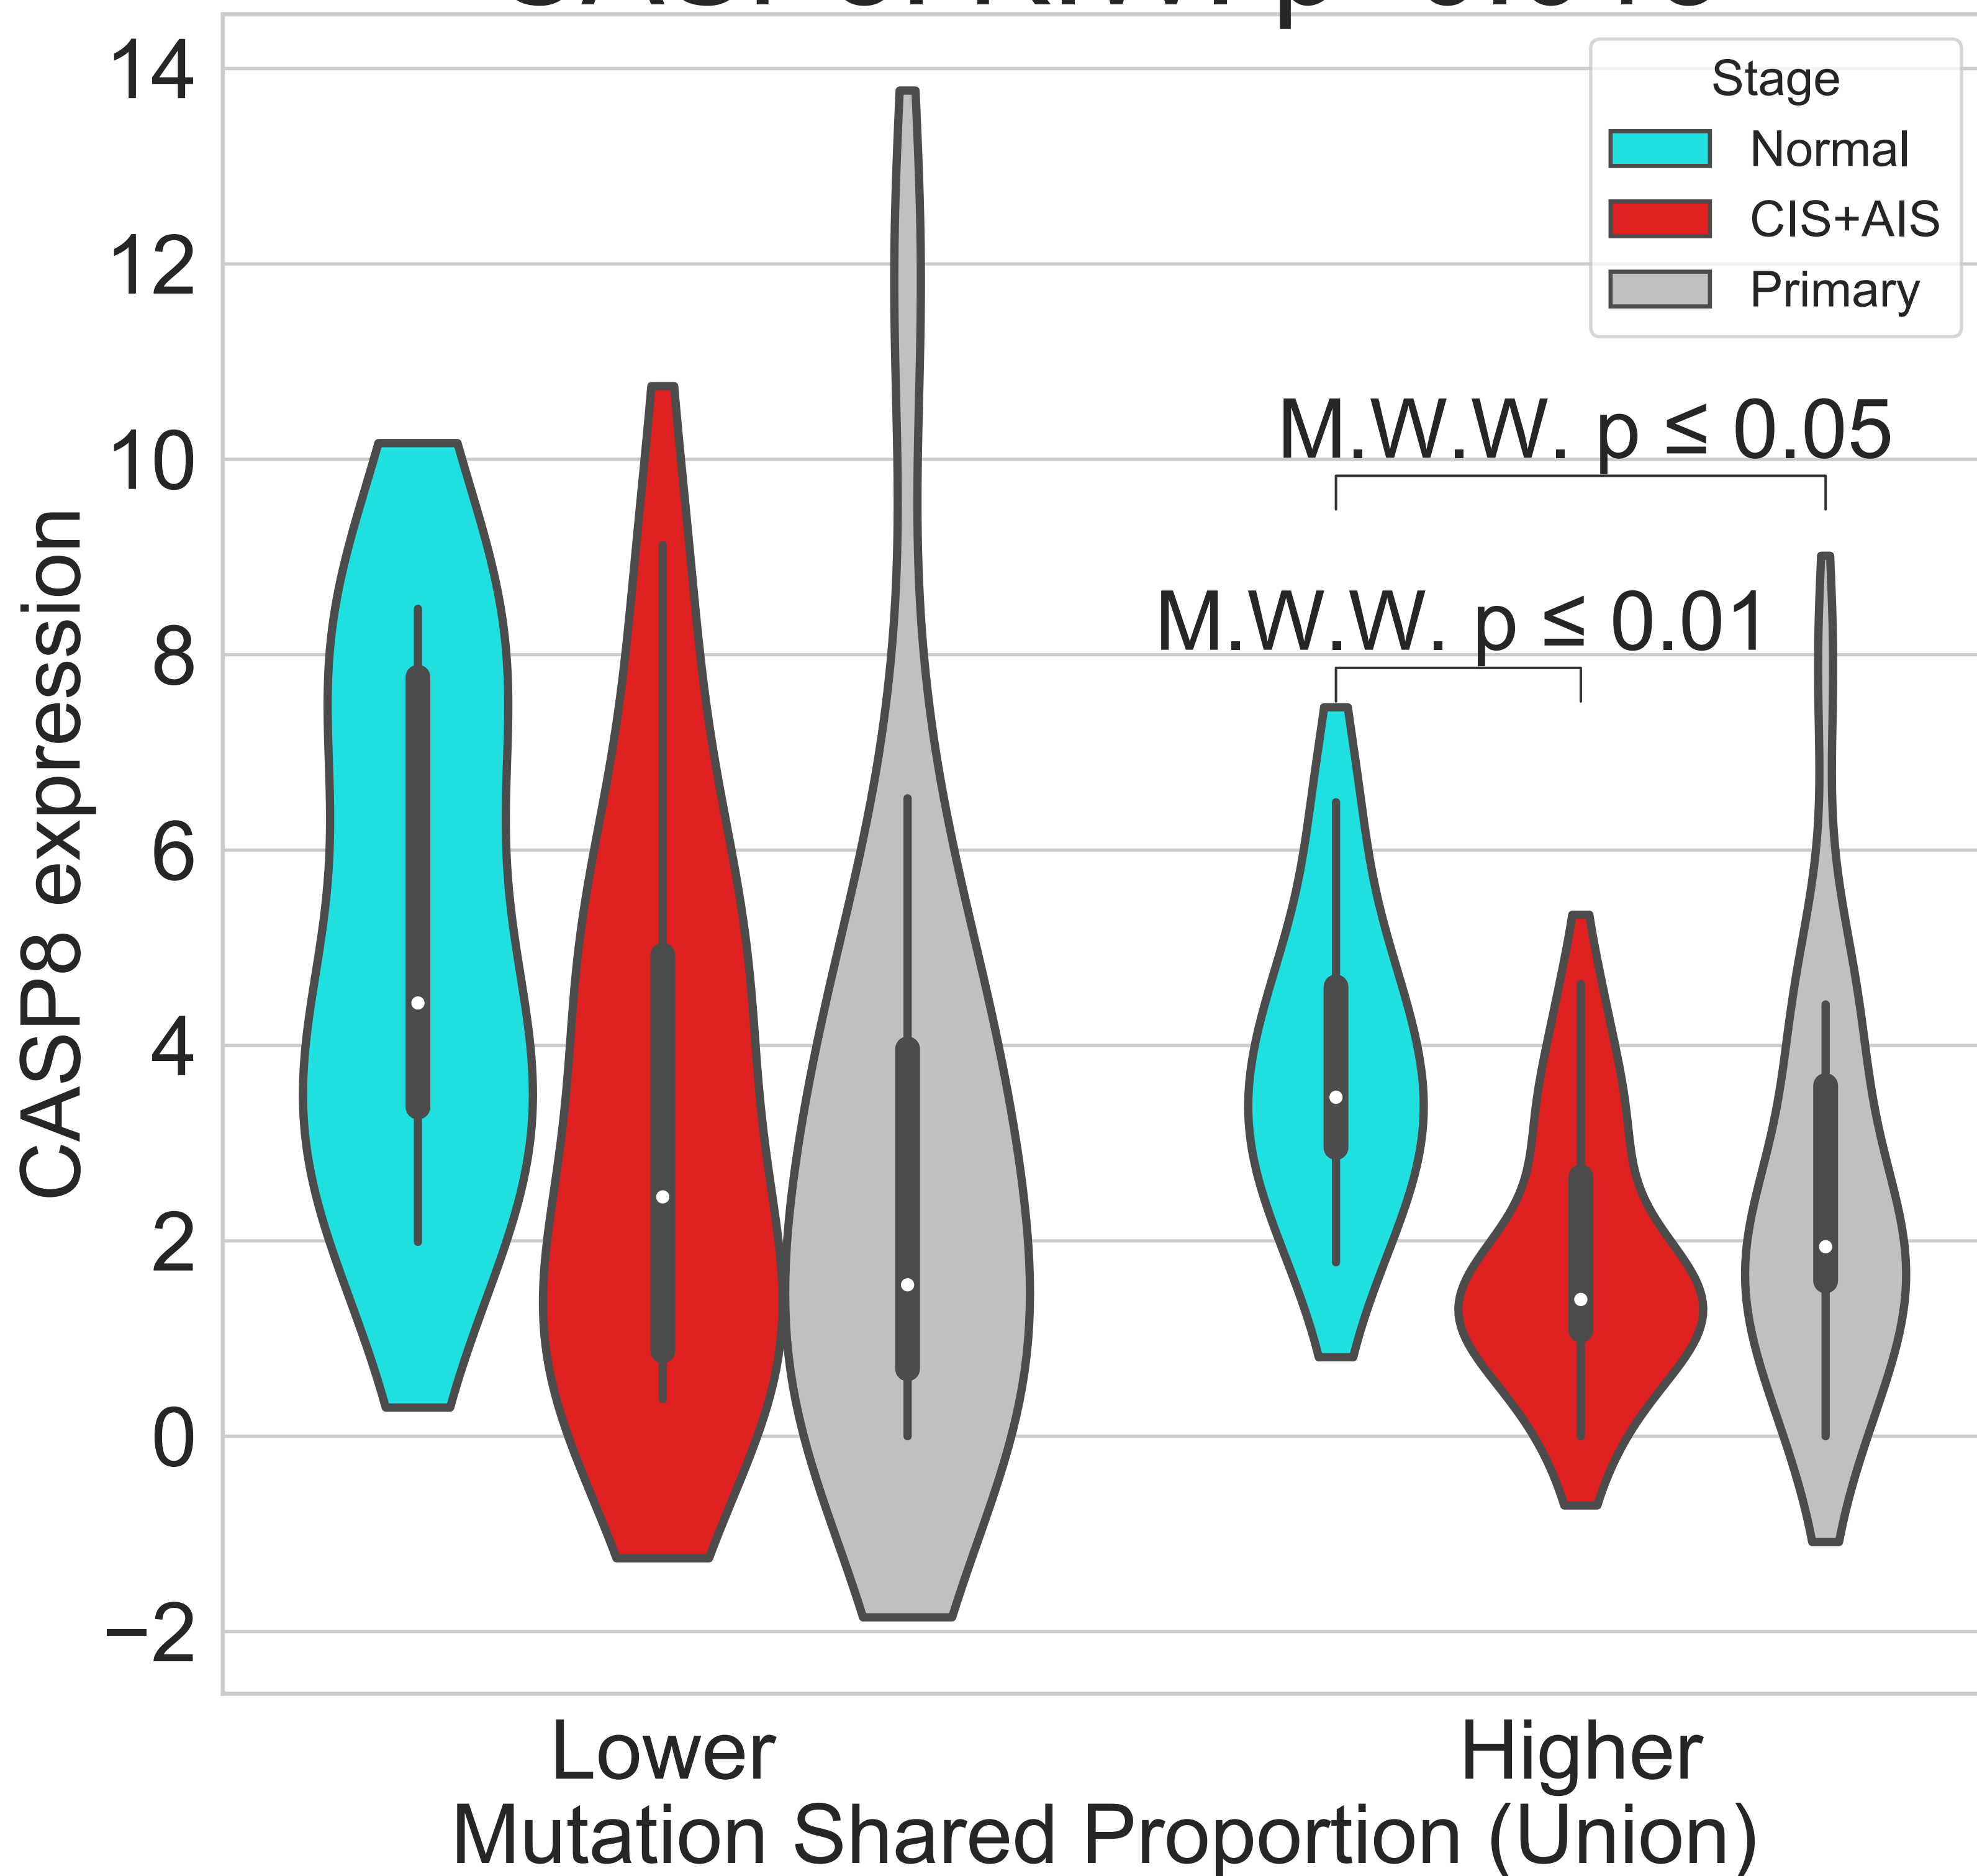 14
12
10
8
6
4
2
0
−2
CASP8 expression
Stage
Normal
CIS+AIS
Primary
M.W.W. p ≤ 0.05
M.W.W. p ≤ 0.01
Lower
Higher
Mutation Shared Proportion (Union)